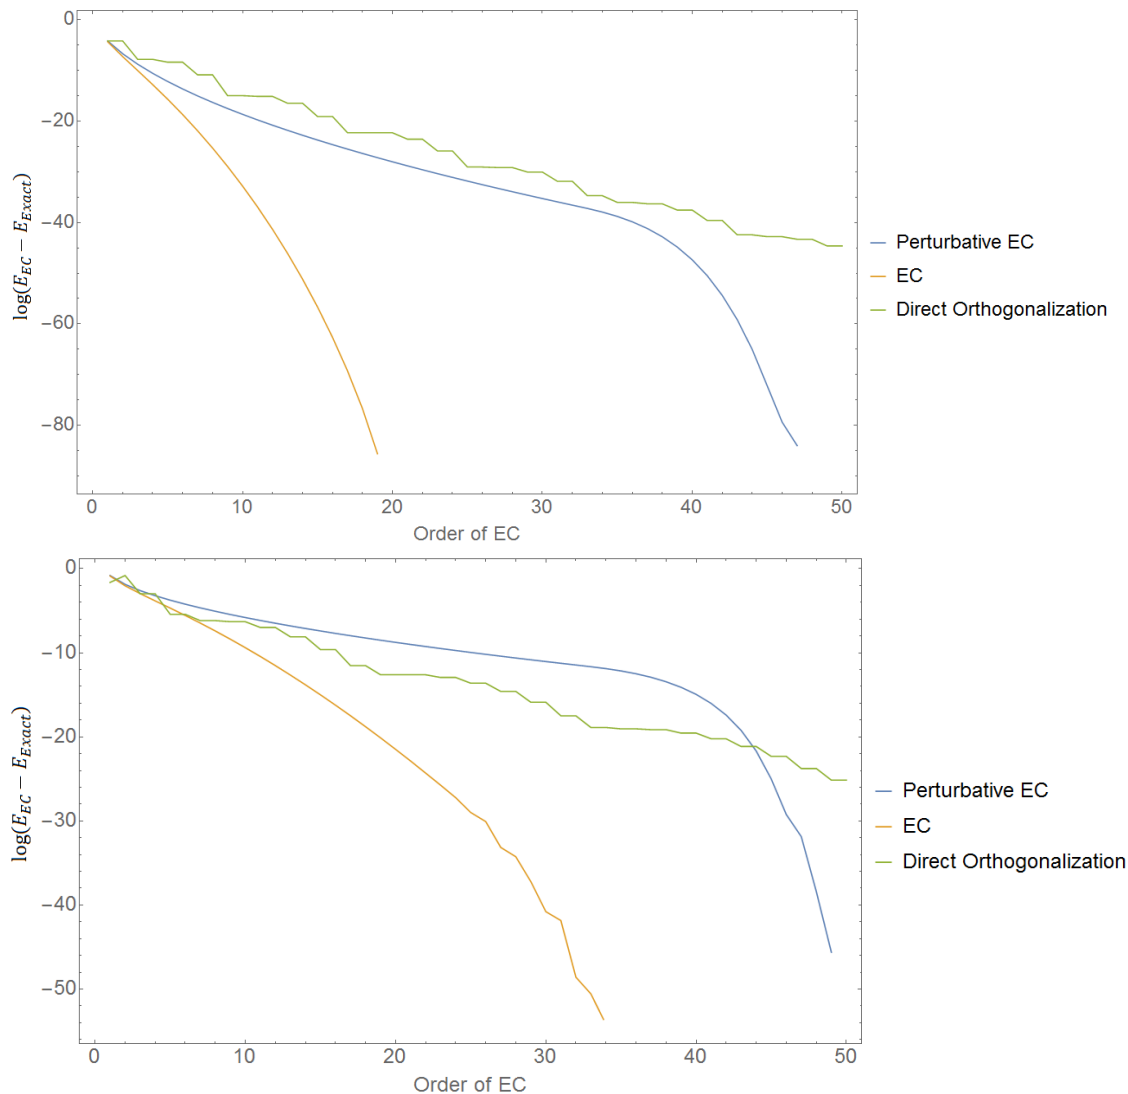 0
−20
−40
−60
−80
log(E_EC − E_Exact)
0 10 20 30 40 50
Order of EC
Perturbative EC
EC
Direct Orthogonalization
0
−10
−20
−30
−40
−50
log(E_EC − E_Exact)
0 10 20 30 40 50
Order of EC
Perturbative EC
EC
Direct Orthogonalization